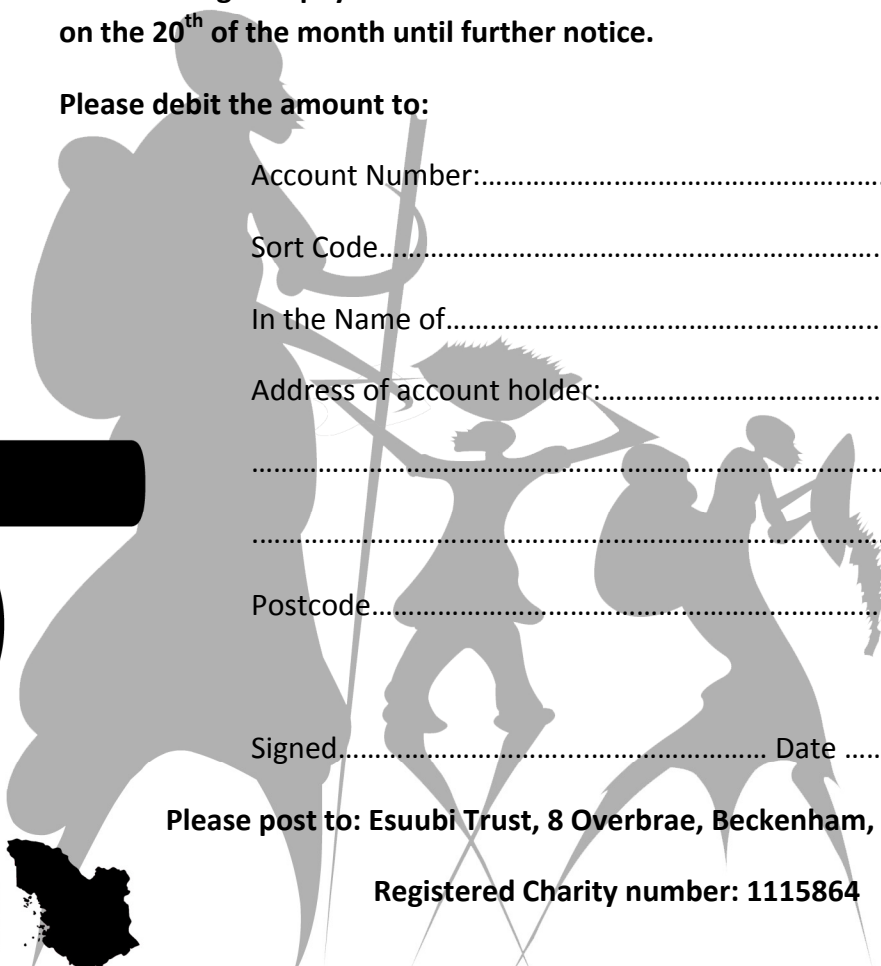 on the 20th of the month until further notice.
Please debit the amount to:
Account Number:……………………………………………
Sort Code……………………………………………………
In the Name of………………………………………………
Address of account holder:…………………………………
………………………………………………………………
………………………………………………………………
Postcode……………………………………………………
Signed……………………………………………… Date …..
Please post to: Esuubi Trust, 8 Overbrae, Beckenham,
Registered Charity number: 1115864